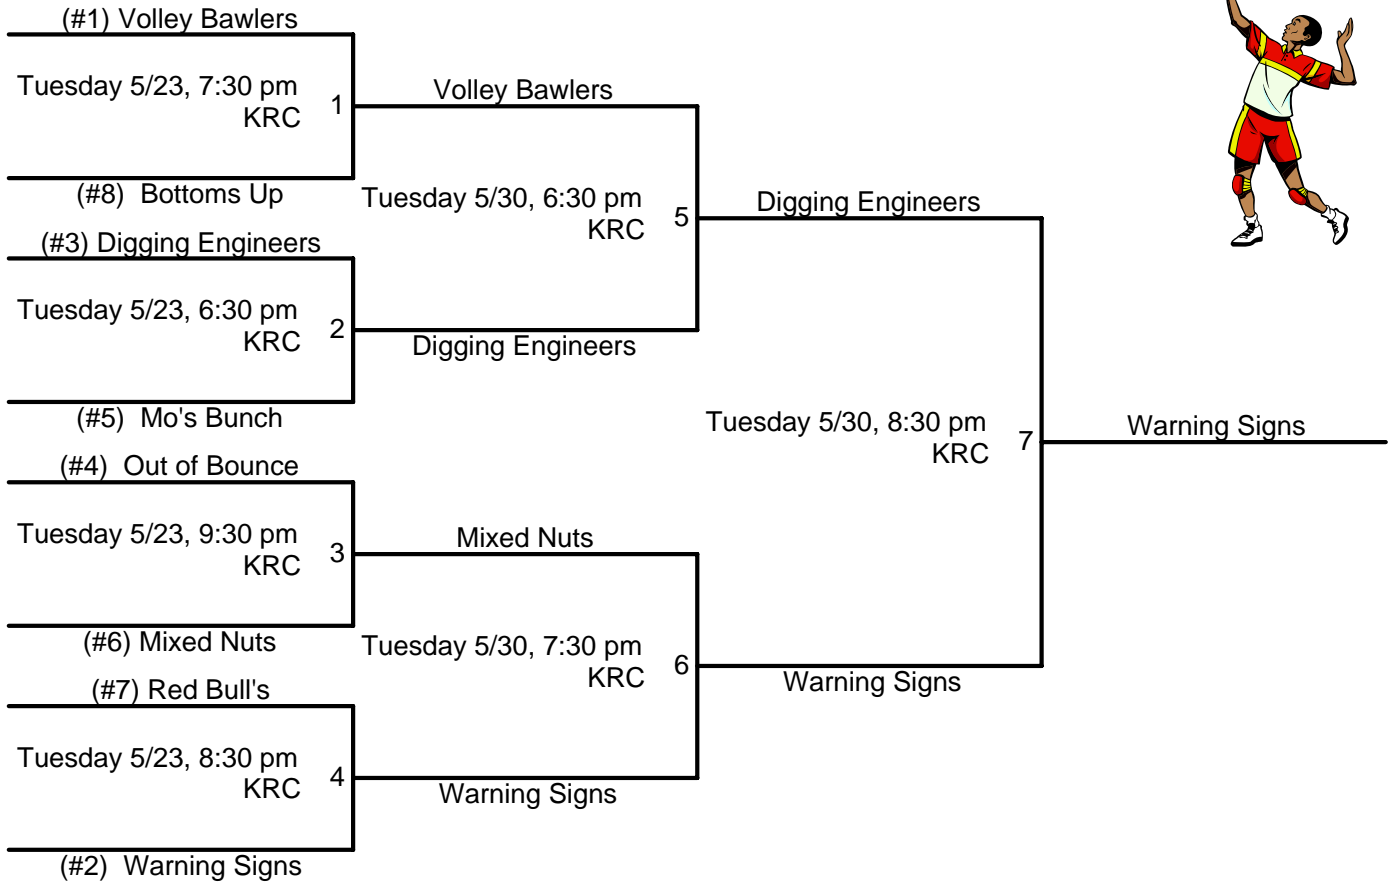 (#1) Volley Bawlers
Tuesday 5/23, 7:30 pm
KRC
1
(#8)  Bottoms Up
(#3) Digging Engineers
Tuesday 5/23, 6:30 pm
KRC
2
(#5)  Mo's Bunch
(#4)  Out of Bounce
Tuesday 5/23, 9:30 pm
KRC
3
(#6) Mixed Nuts
(#7) Red Bull's
Tuesday 5/23, 8:30 pm
KRC
4
(#2)  Warning Signs
Volley Bawlers
Tuesday 5/30, 6:30 pm
KRC
5
Digging Engineers
Mixed Nuts
Tuesday 5/30, 7:30 pm
KRC
6
Warning Signs
Digging Engineers
Tuesday 5/30, 8:30 pm
KRC
7
Warning Signs
Warning Signs